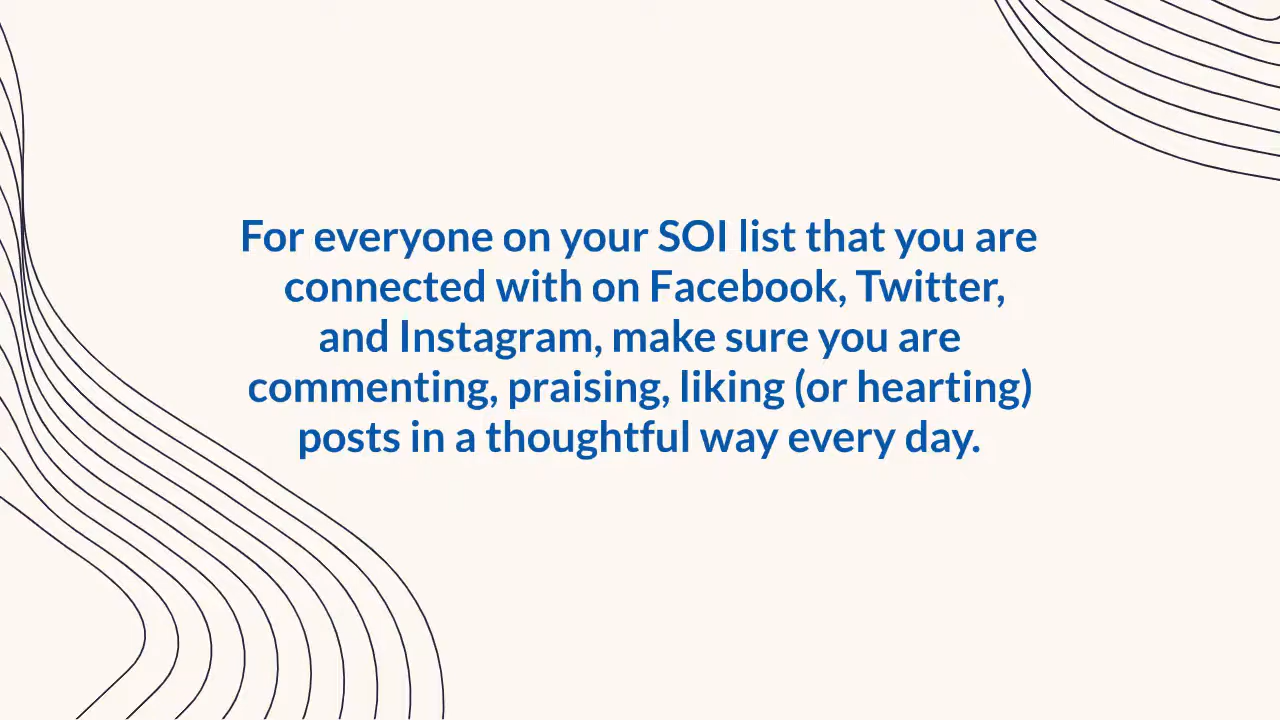 For everyone on your SOI list that you are
connected with on Facebook, Twitter,
and Instagram, make sure you are
commenting, praising, liking (or hearting)
posts in a thoughtful way every day.